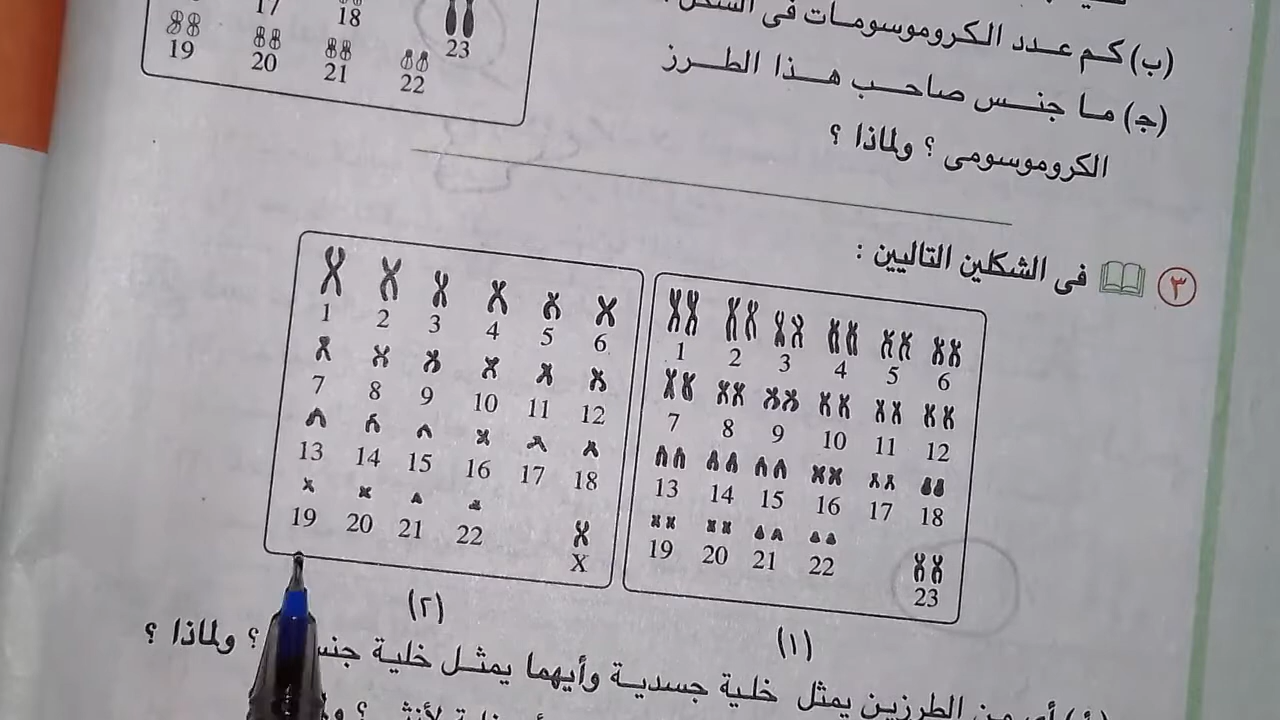 17 18
19 20 21 22 23
(ب) كم عدد الكروموسومات فى الشكل
(جـ) ما جنس صاحب هذا الطرز
الكروموسومى ؟ ولماذا ؟
٣ فى الشكلين التاليين :
1 2 3 4 5 6
7 8 9 10 11 12
13 14 15 16 17 18
19 20 21 22 23
(١)
1 2 3 4 5 6
7 8 9 10 11 12
13 14 15 16 17 18
19 20 21 22 X
(٢)
من الطرزين يمثل خلية جسدية وأيهما يمثل خلية ؟ ولماذا ؟